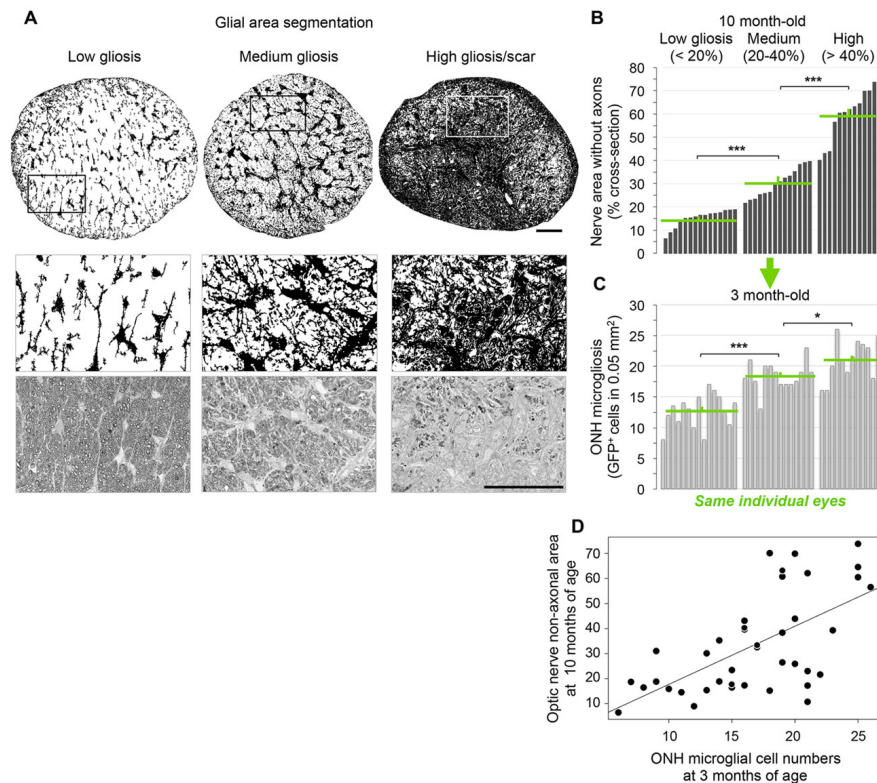 A
Glial area segmentation
Low gliosis
Medium gliosis
High gliosis/scar
B
10 month-old
Low gliosis
(< 20%)
Medium
(20-40%)
High
(> 40%)
Nerve area without axons
(% cross-section)
80
70
60
50
40
30
20
10
0
***
***
C
3 month-old
ONH microgliosis
(GFP⁺ cells in 0.05 mm²)
30
25
20
15
10
5
0
***
*
Same individual eyes
D
Optic nerve non-axonal area
at 10 months of age
70
60
50
40
30
20
10
10
15
20
25
ONH microglial cell numbers
at 3 months of age